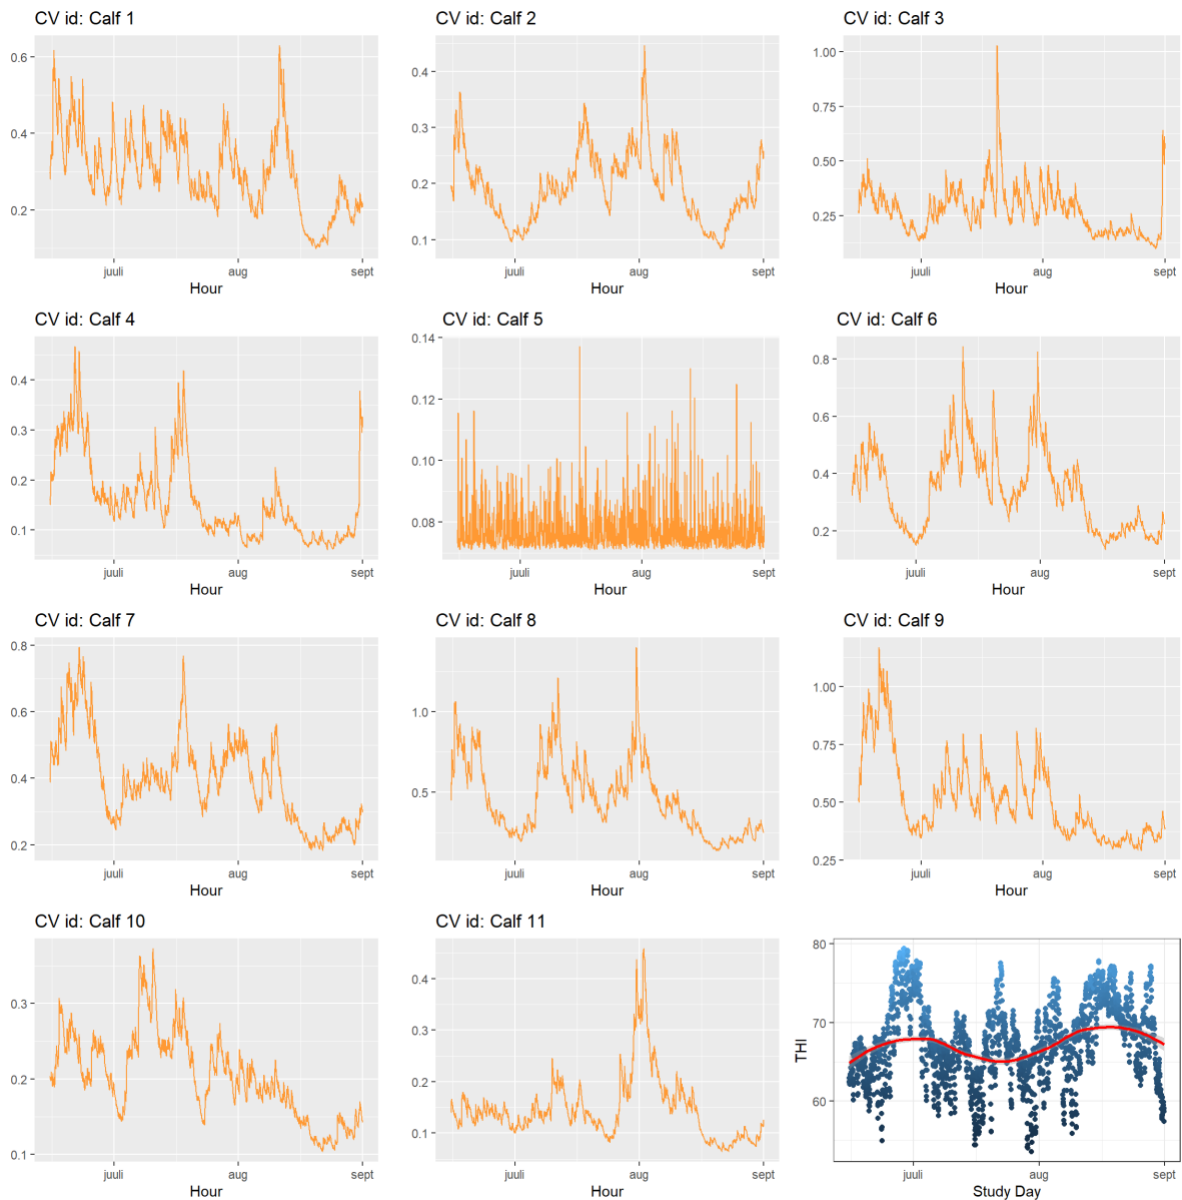 CV id: Calf 1
0.6
0.4
0.2
juuli aug sept
Hour
CV id: Calf 2
0.4
0.3
0.2
0.1
juuli aug sept
Hour
CV id: Calf 3
1.00
0.75
0.50
0.25
juuli aug sept
Hour
CV id: Calf 4
0.4
0.3
0.2
0.1
juuli aug sept
Hour
CV id: Calf 5
0.14
0.12
0.10
0.08
juuli aug sept
Hour
CV id: Calf 6
0.8
0.6
0.4
0.2
juuli aug sept
Hour
CV id: Calf 7
0.8
0.6
0.4
0.2
juuli aug sept
Hour
CV id: Calf 8
1.0
0.5
juuli aug sept
Hour
CV id: Calf 9
1.00
0.75
0.50
0.25
juuli aug sept
Hour
CV id: Calf 10
0.3
0.2
0.1
juuli aug sept
Hour
CV id: Calf 11
0.4
0.3
0.2
0.1
juuli aug sept
Hour
80
70
60
THI
juuli aug sept
Study Day